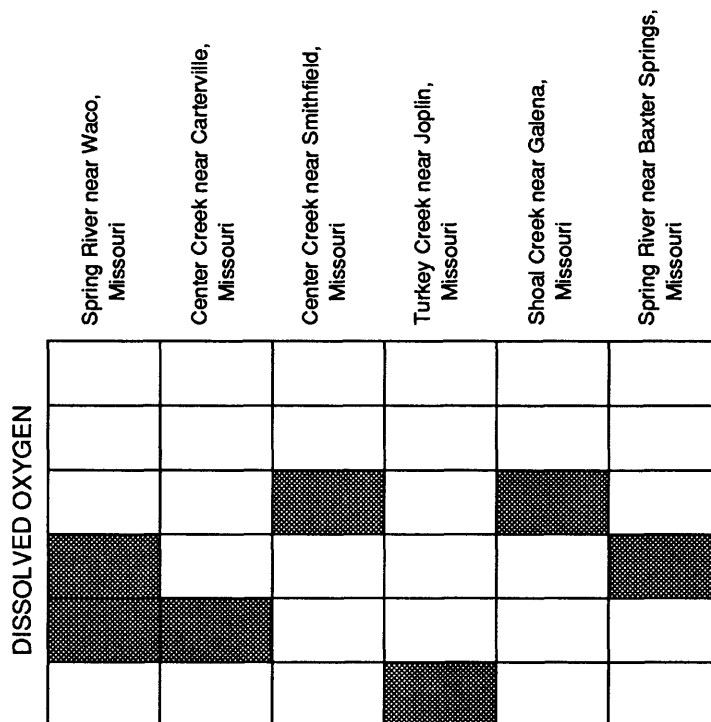 Spring River near Waco,
Missouri
Center Creek near Carterville,
Missouri
Center Creek near Smithfield,
Missouri
Turkey Creek near Joplin,
Missouri
Shoal Creek near Galena,
Missouri
Spring River near Baxter Springs,
Missouri
DISSOLVED OXYGEN